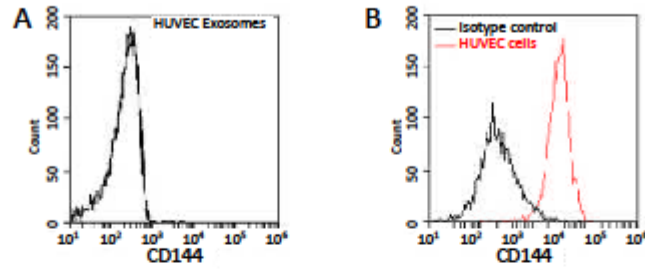 A
HUVEC Exosomes
Count
200
150
100
50
0
10¹ 10² 10³ 10⁴ 10⁵ 10⁶
CD144
B
Isotype control
HUVEC cells
Count
200
150
100
50
0
10¹ 10² 10³ 10⁴ 10⁵ 10⁶
CD144